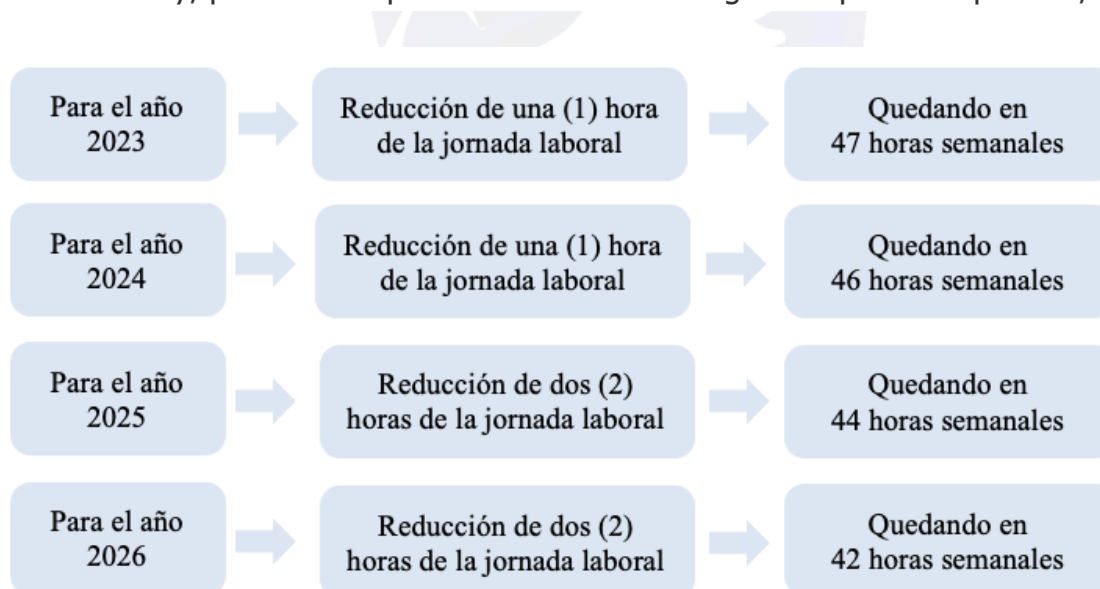 Para el año
2023
Reducción de una (1) hora
de la jornada laboral
Quedando en
47 horas semanales
Para el año
2024
Reducción de una (1) hora
de la jornada laboral
Quedando en
46 horas semanales
Para el año
2025
Reducción de dos (2)
horas de la jornada laboral
Quedando en
44 horas semanales
Para el año
2026
Reducción de dos (2)
horas de la jornada laboral
Quedando en
42 horas semanales